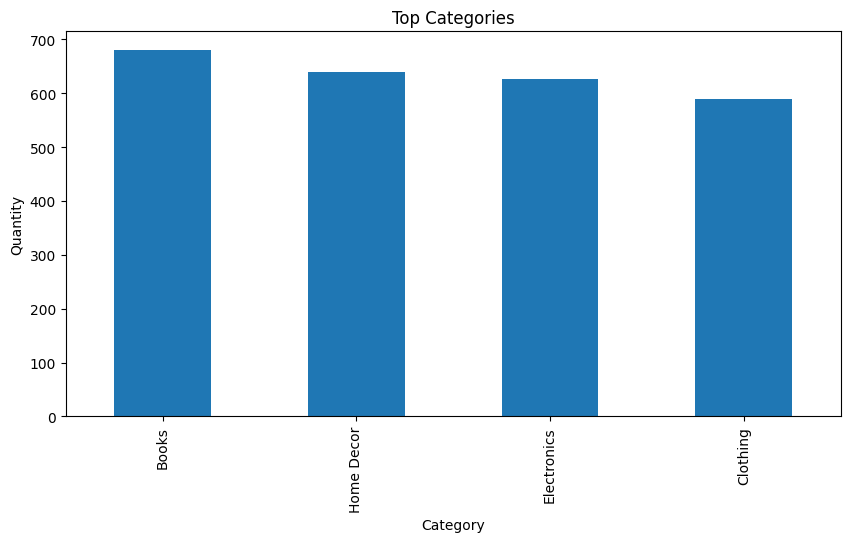 Top Categories
700
600
500
400
300
200
100
0
Quantity
Books
Home Decor
Electronics
Clothing
Category